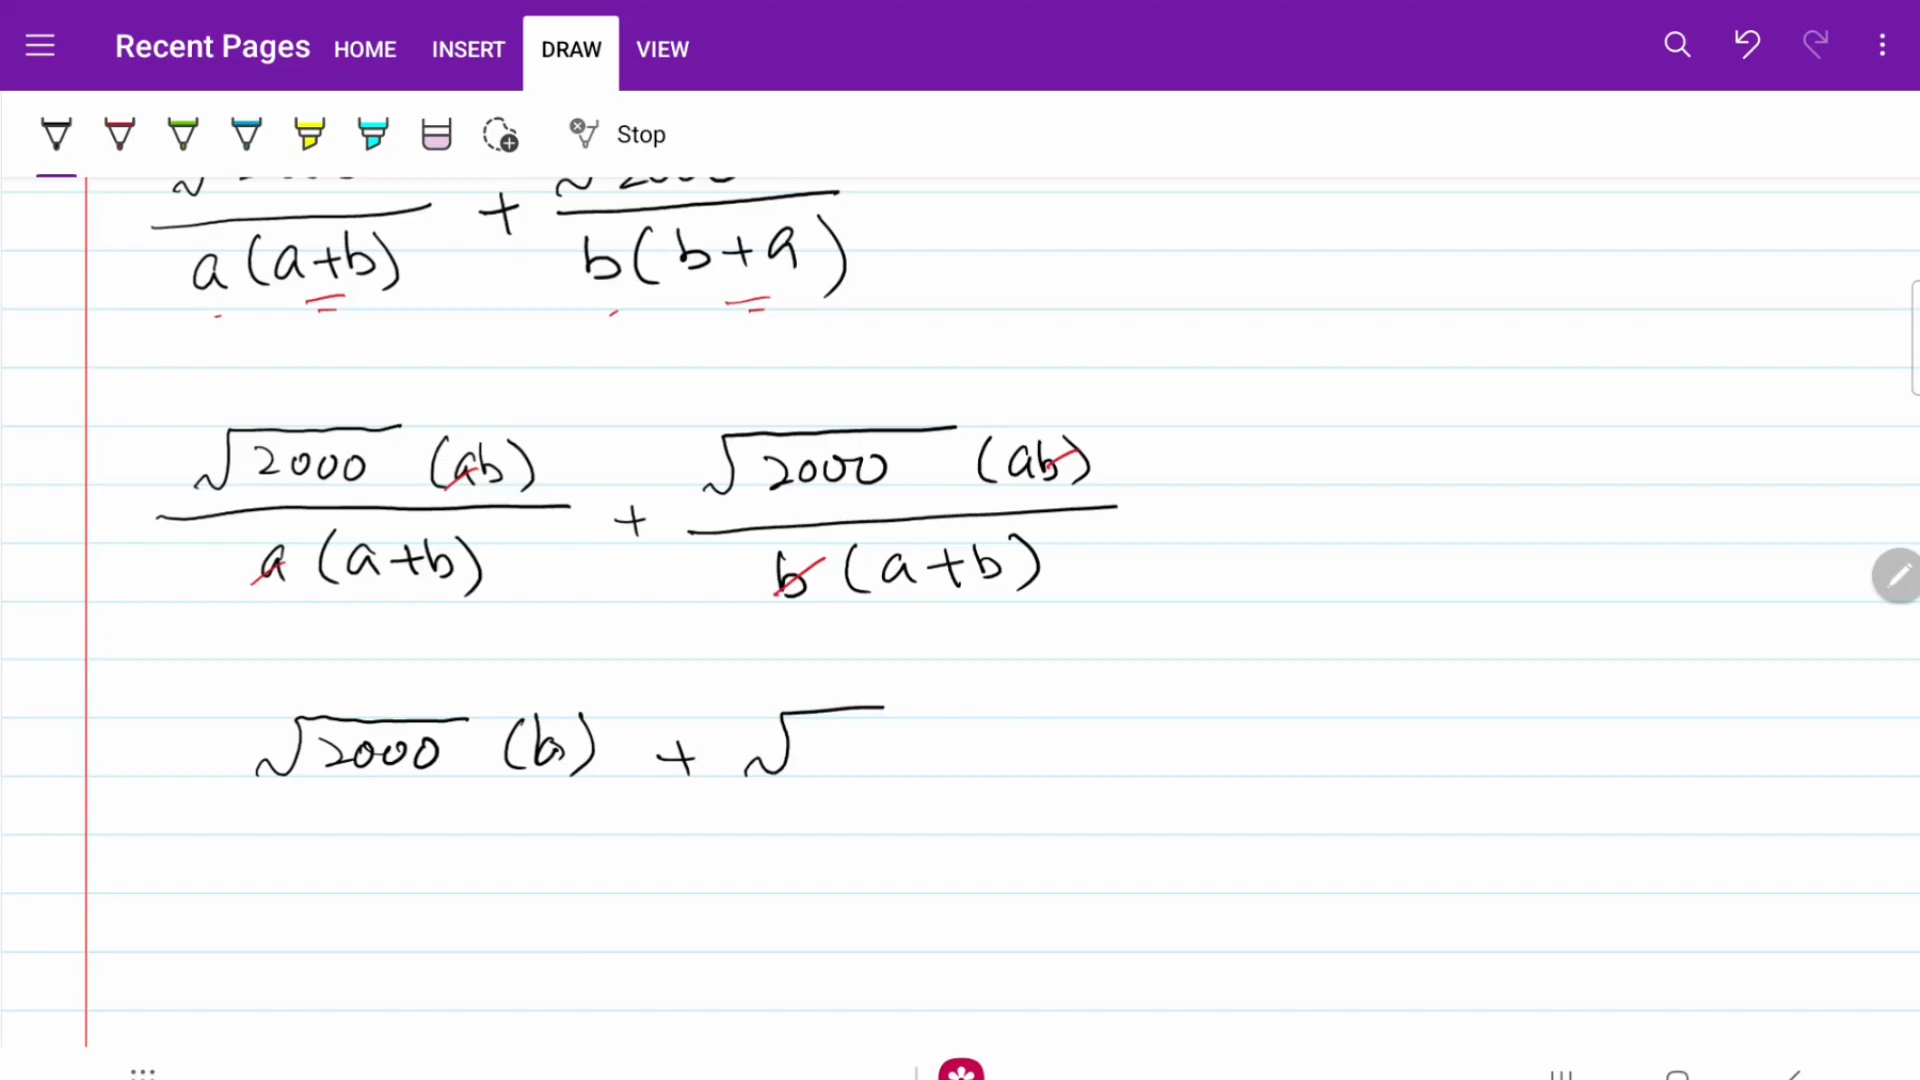 Recent Pages HOME INSERT DRAW VIEW
Stop
+
a(a+b) b(b+a)
√2000 (ab) + √2000 (ab)
a(a+b) b(a+b)
√2000 (b) + √